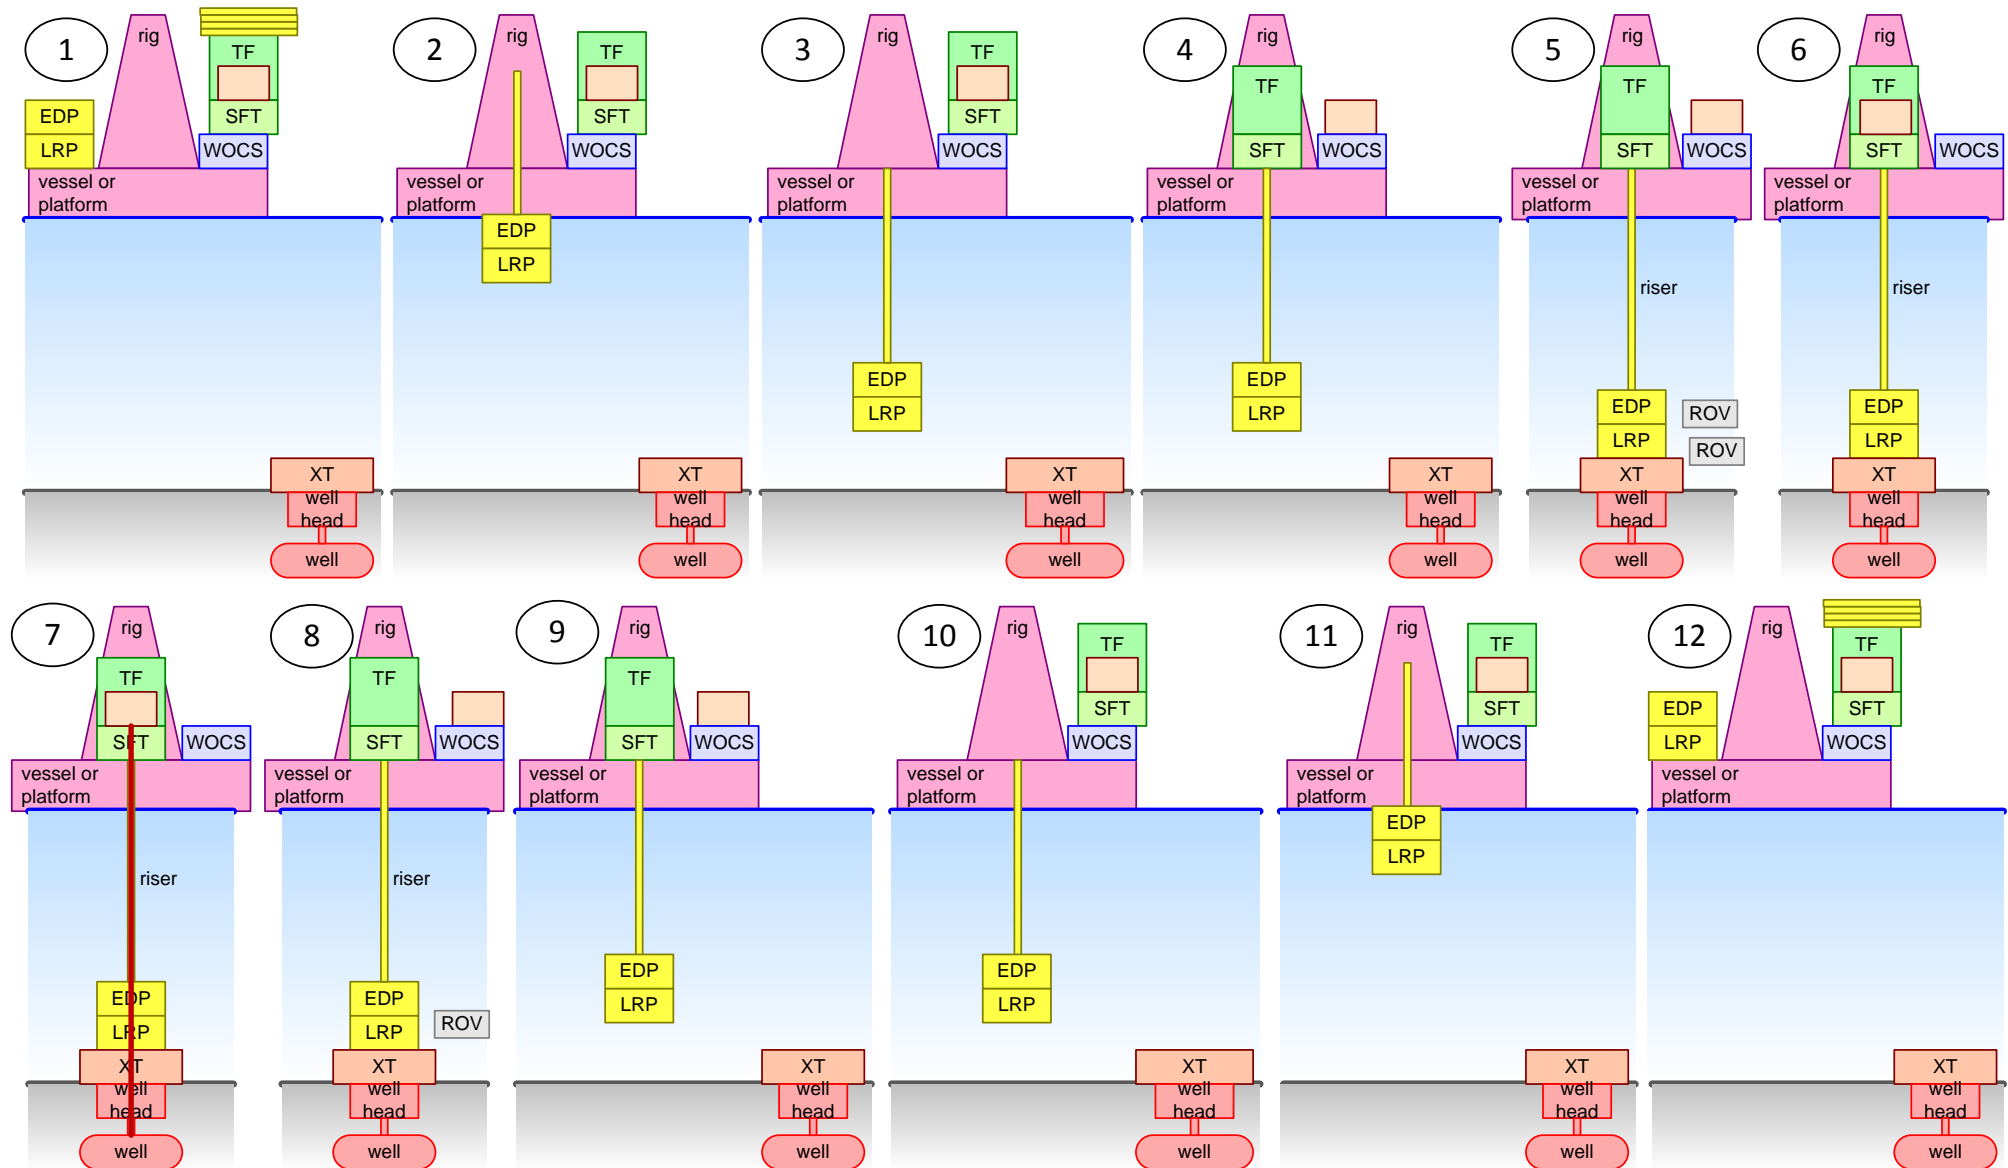 1
rig
TF
EDP
SFT
LRP
WOCS
vessel or
platform
XT
well
head
well
2
rig
TF
SFT
WOCS
vessel or
platform
EDP
LRP
XT
well
head
well
3
rig
TF
SFT
WOCS
vessel or
platform
EDP
LRP
XT
well
head
well
4
rig
TF
SFT
WOCS
vessel or
platform
EDP
LRP
XT
well
head
well
5
rig
TF
SFT
WOCS
vessel or
platform
riser
EDP
ROV
LRP
ROV
XT
well
head
well
6
rig
TF
SFT
WOCS
vessel or
platform
riser
EDP
LRP
XT
well
head
well
7
rig
TF
SFT
WOCS
vessel or
platform
riser
EDP
LRP
XT
well
head
well
8
rig
TF
SFT
WOCS
vessel or
platform
riser
EDP
LRP
ROV
XT
well
head
well
9
rig
TF
SFT
WOCS
vessel or
platform
EDP
LRP
XT
well
head
well
10
rig
TF
SFT
WOCS
vessel or
platform
EDP
LRP
XT
well
head
well
11
rig
TF
SFT
WOCS
vessel or
platform
EDP
LRP
XT
well
head
well
12
rig
TF
EDP
SFT
LRP
WOCS
vessel or
platform
XT
well
head
well